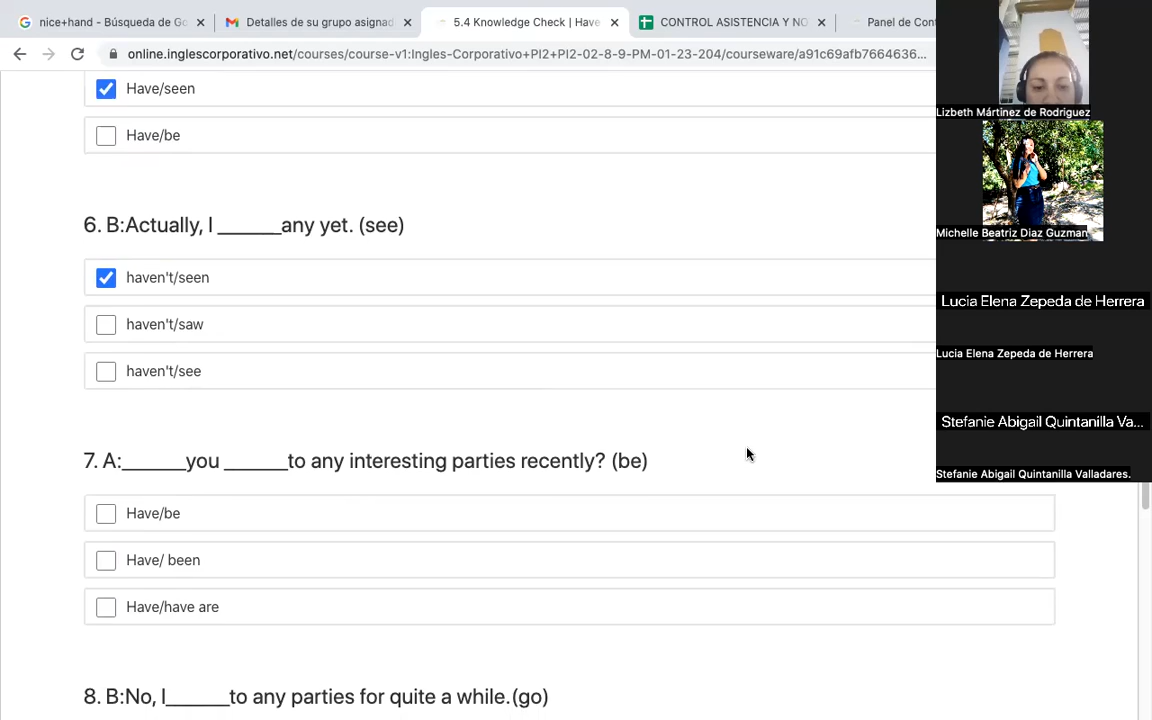 nice+hand - Búsqueda de Go
Detalles de su grupo asignad
5.4 Knowledge Check | Have
CONTROL ASISTENCIA Y NO
Panel de Con
online.inglescorporativo.net/courses/course-v1:Ingles-Corporativo+PI2+PI2-02-8-9-PM-01-23-204/courseware/a91c69afb7664636...
Have/seen
Have/be
6. B:Actually, I ______any yet. (see)
haven't/seen
haven't/saw
haven't/see
7. A:______you ______to any interesting parties recently? (be)
Have/be
Have/ been
Have/have are
8. B:No, I______to any parties for quite a while.(go)
Lizbeth Mártinez de Rodriguez
Michelle Beatriz Diaz Guzman
Lucia Elena Zepeda de Herrera
Lucia Elena Zepeda de Herrera
Stefanie Abigail Quintanilla Va...
Stefanie Abigail Quintanilla Valladares.